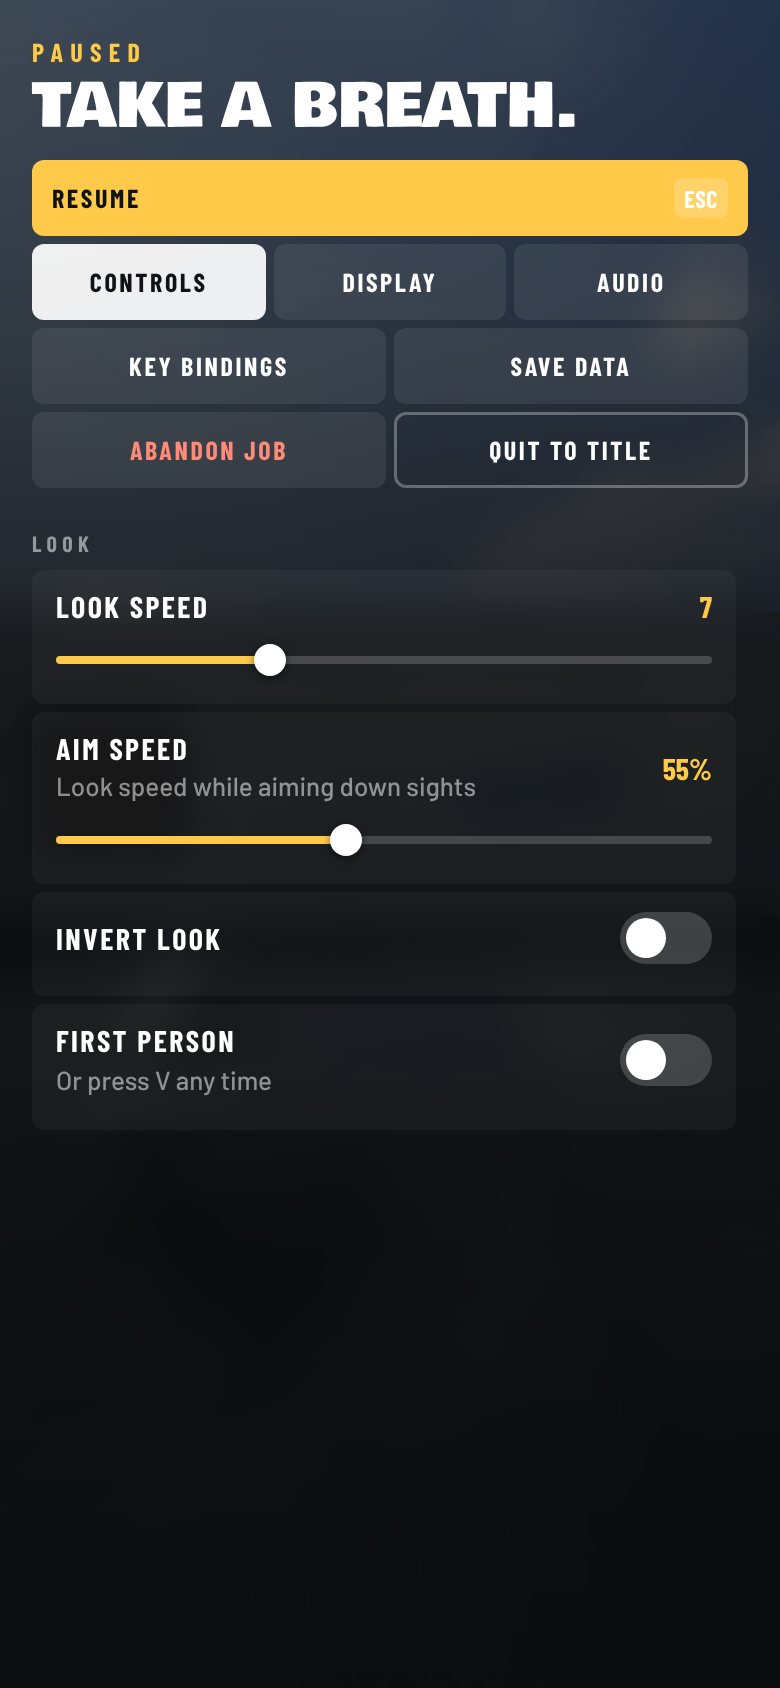 PAUSED
TAKE A BREATH.
RESUME ESC
CONTROLS DISPLAY AUDIO
KEY BINDINGS SAVE DATA
ABANDON JOB QUIT TO TITLE
LOOK
LOOK SPEED 7
AIM SPEED
Look speed while aiming down sights 55%
INVERT LOOK
FIRST PERSON
Or press V any time